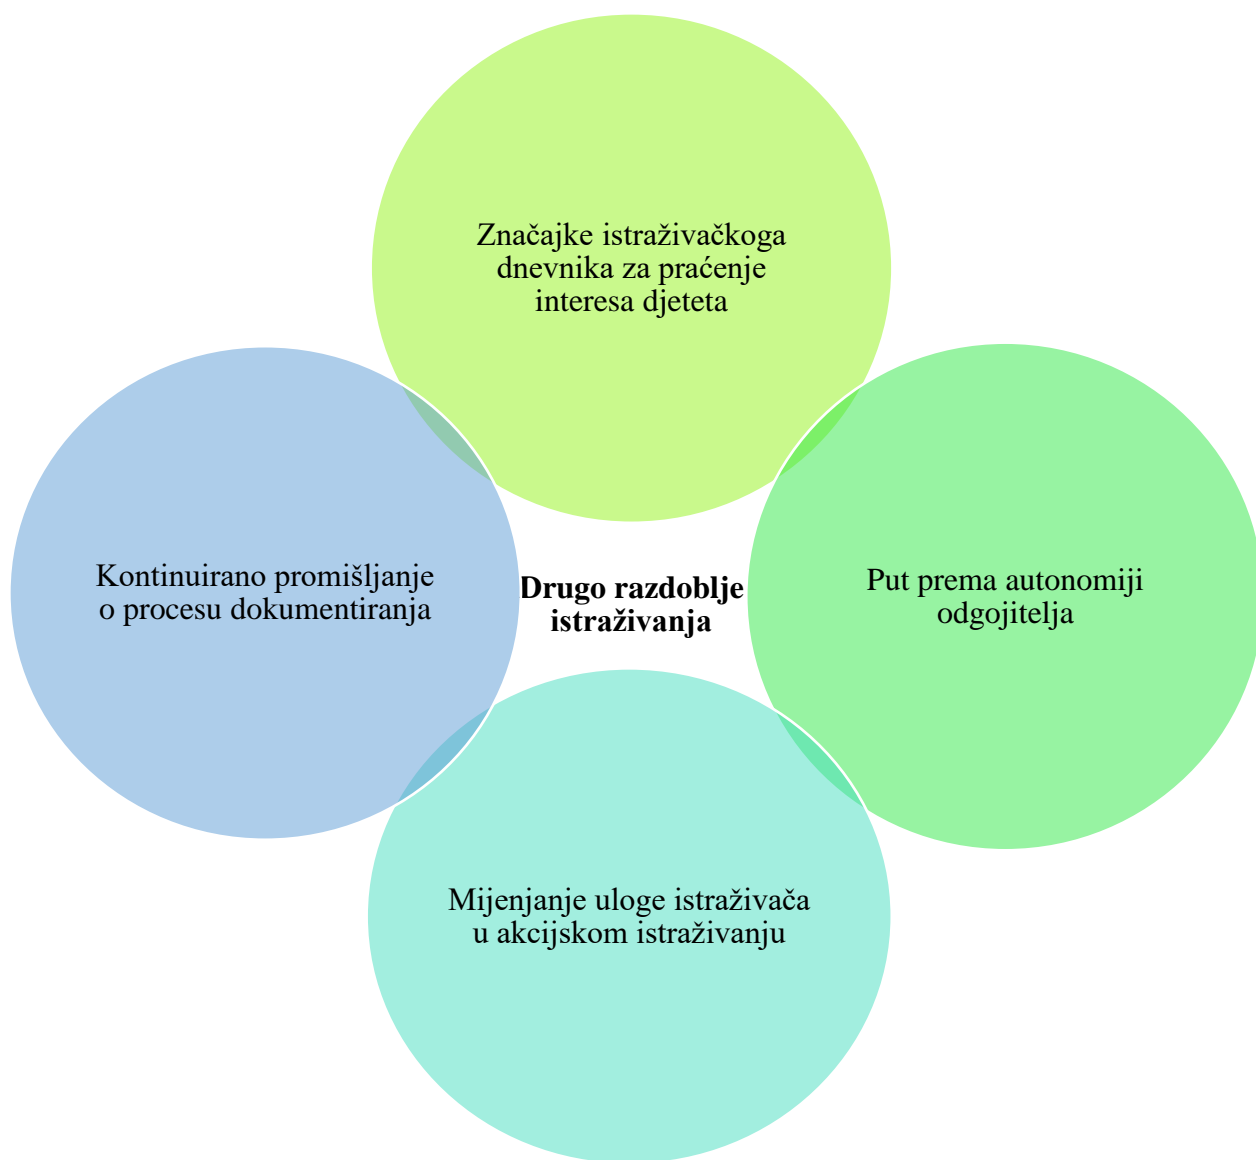 Značajke istraživačkoga
dnevnika za praćenje
interesa djeteta
Kontinuirano promišljanje
o procesu dokumentiranja
Drugo razdoblje
istraživanja
Put prema autonomiji
odgojitelja
Mijenjanje uloge istraživača
u akcijskom istraživanju